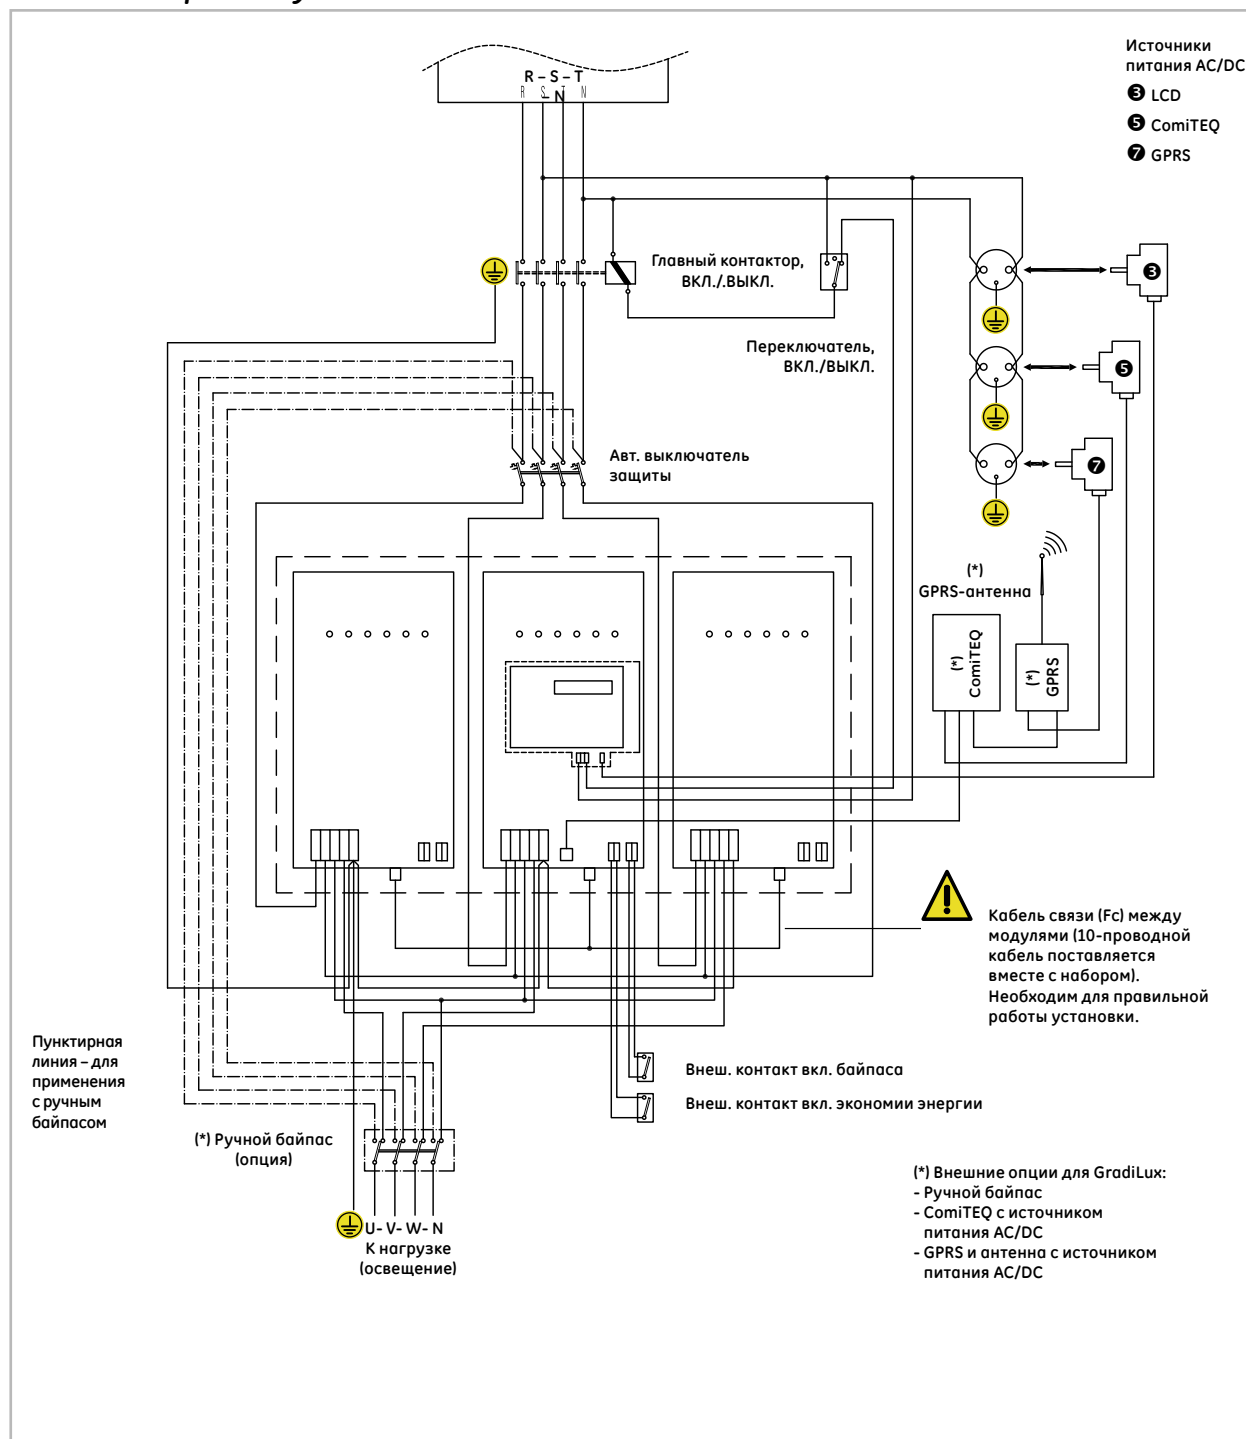 R – S – T
– N
R S T N
Источники
питания AC/DC
❸ LCD
❺ ComiTEQ
❼ GPRS
Главный контактор,
ВКЛ./.ВЫКЛ.
❸
Переключатель,
ВКЛ./ВЫКЛ.
❺
Авт. выключатель
защиты
❼
(*)
GPRS-антенна
(*)
ComiTEQ
(*)
GPRS
Кабель связи (Fc) между
модулями (10-проводной
кабель поставляется
вместе с набором).
Необходим для правильной
работы установки.
Пунктирная
линия – для
применения
с ручным
байпасом
Внеш. контакт вкл. байпаса
Внеш. контакт вкл. экономии энергии
(*) Ручной байпас
(опция)
U- V- W- N
К нагрузке
(освещение)
(*) Внешние опции для GradiLux:
- Ручной байпас
- ComiTEQ с источником
питания AC/DC
- GPRS и антенна с источником
питания AC/DC